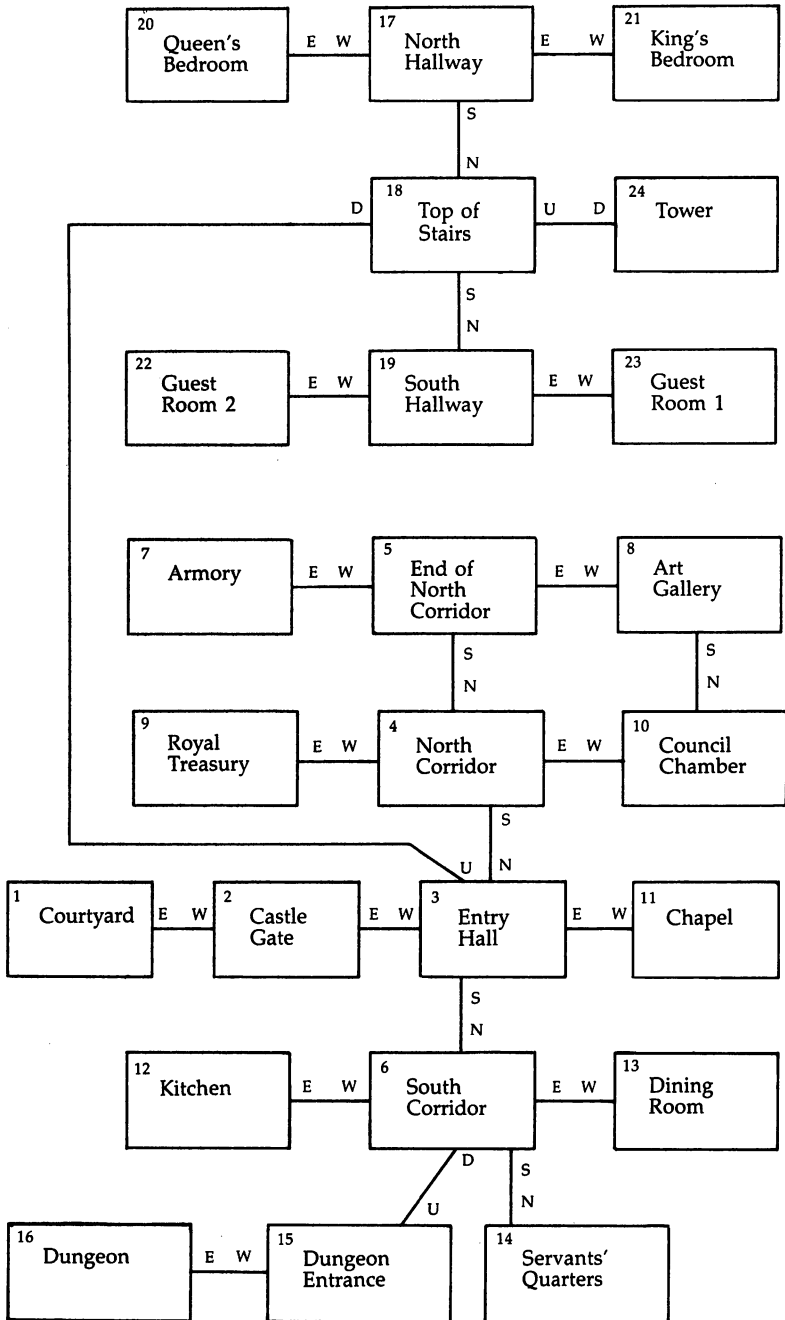 20
Queen's
Bedroom
E W
17
North
Hallway
E W
21
King's
Bedroom
S
N
D
18
Top of
Stairs
U D
24
Tower
S
N
22
Guest
Room 2
E W
19
South
Hallway
E W
23
Guest
Room 1
7
Armory
E W
5
End of
North
Corridor
E W
8
Art
Gallery
S
N
S
N
9
Royal
Treasury
E W
4
North
Corridor
E W
10
Council
Chamber
S
U N
1
Courtyard
E W
2
Castle
Gate
E W
3
Entry
Hall
E W
11
Chapel
S
N
12
Kitchen
E W
6
South
Corridor
E W
13
Dining
Room
D
U
S
N
16
Dungeon
E W
15
Dungeon
Entrance
14
Servants'
Quarters